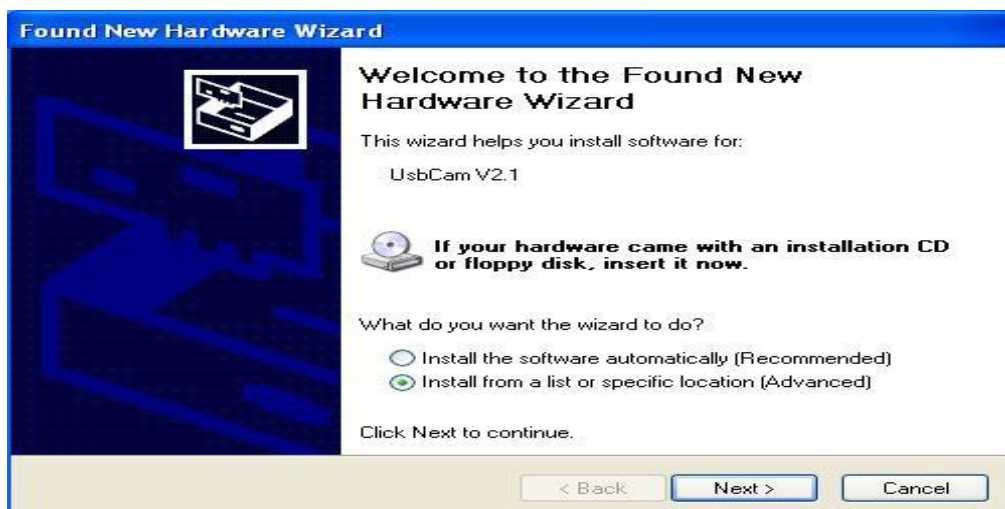 Found New Hardware Wizard
Welcome to the Found New
Hardware Wizard
This wizard helps you install software for:
UsbCam V2.1
If your hardware came with an installation CD
or floppy disk, insert it now.
What do you want the wizard to do?
Install the software automatically (Recommended)
Install from a list or specific location (Advanced)
Click Next to continue.
< Back Next > Cancel